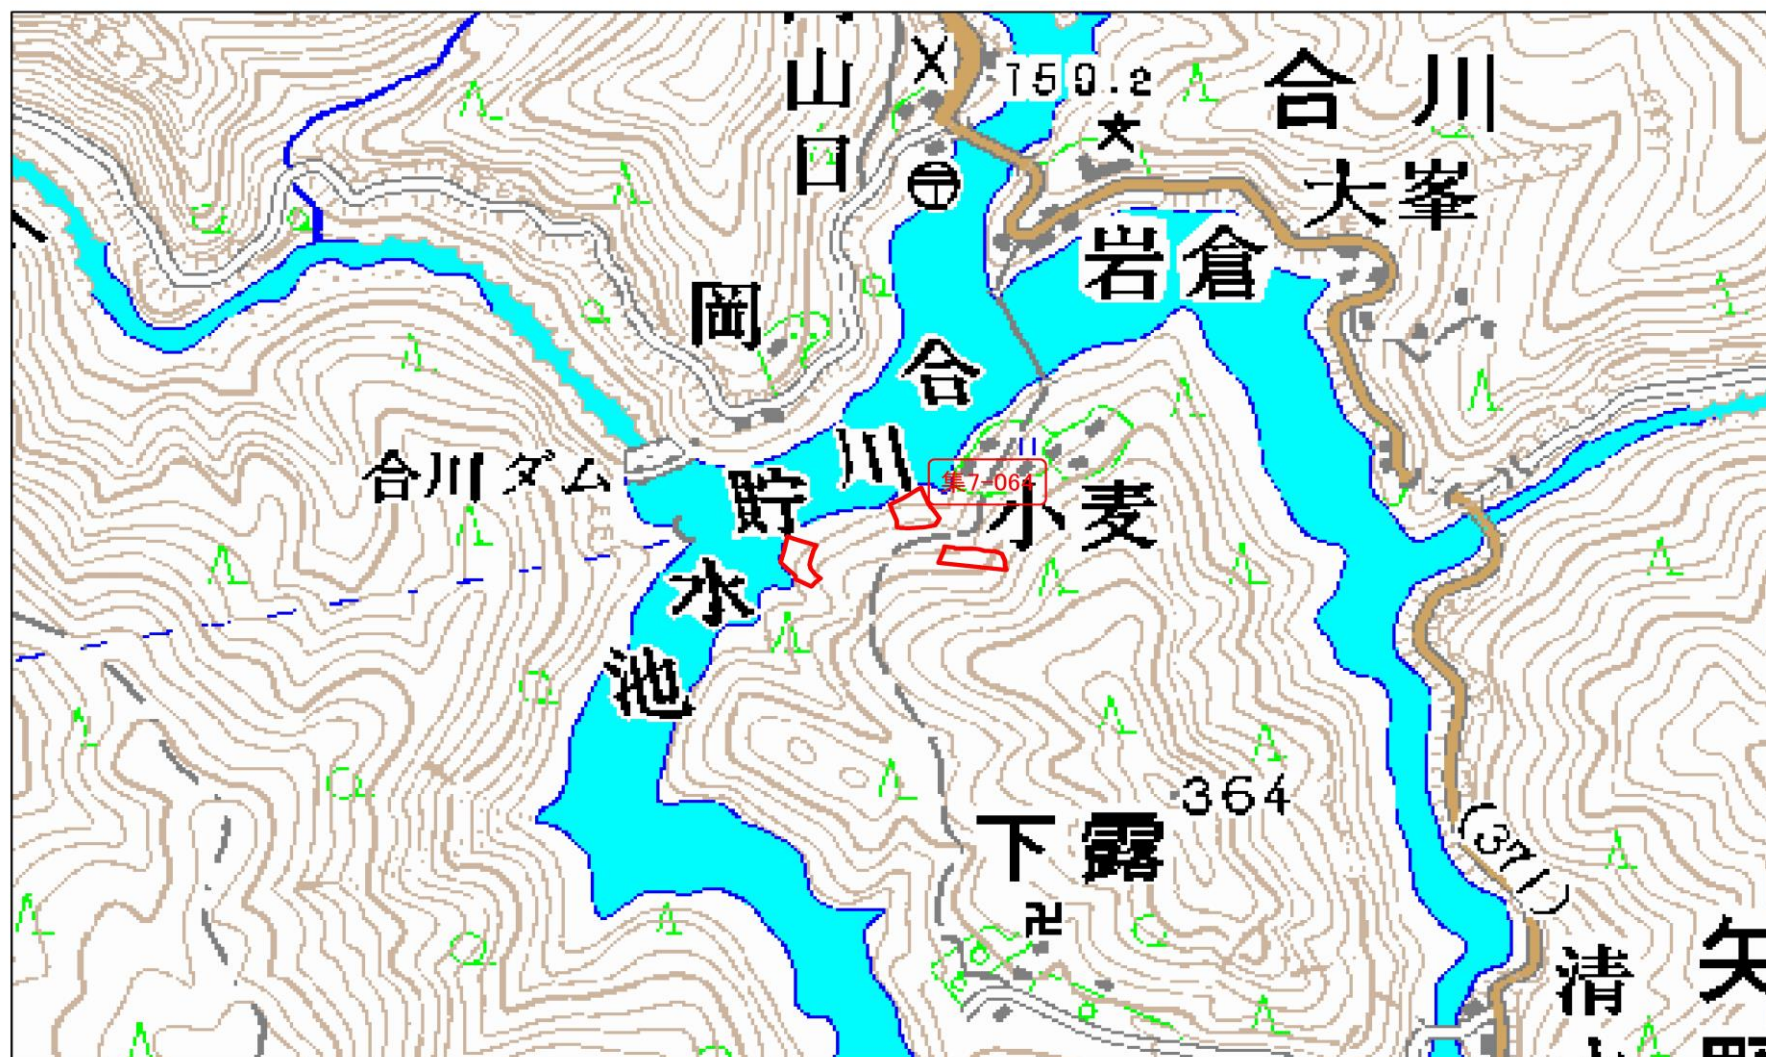 山口
159.2
合川
大峯
岩倉
岡
合川貯水池
合川ダム
集7-064
小麦
364
下露
(371)
清
矢